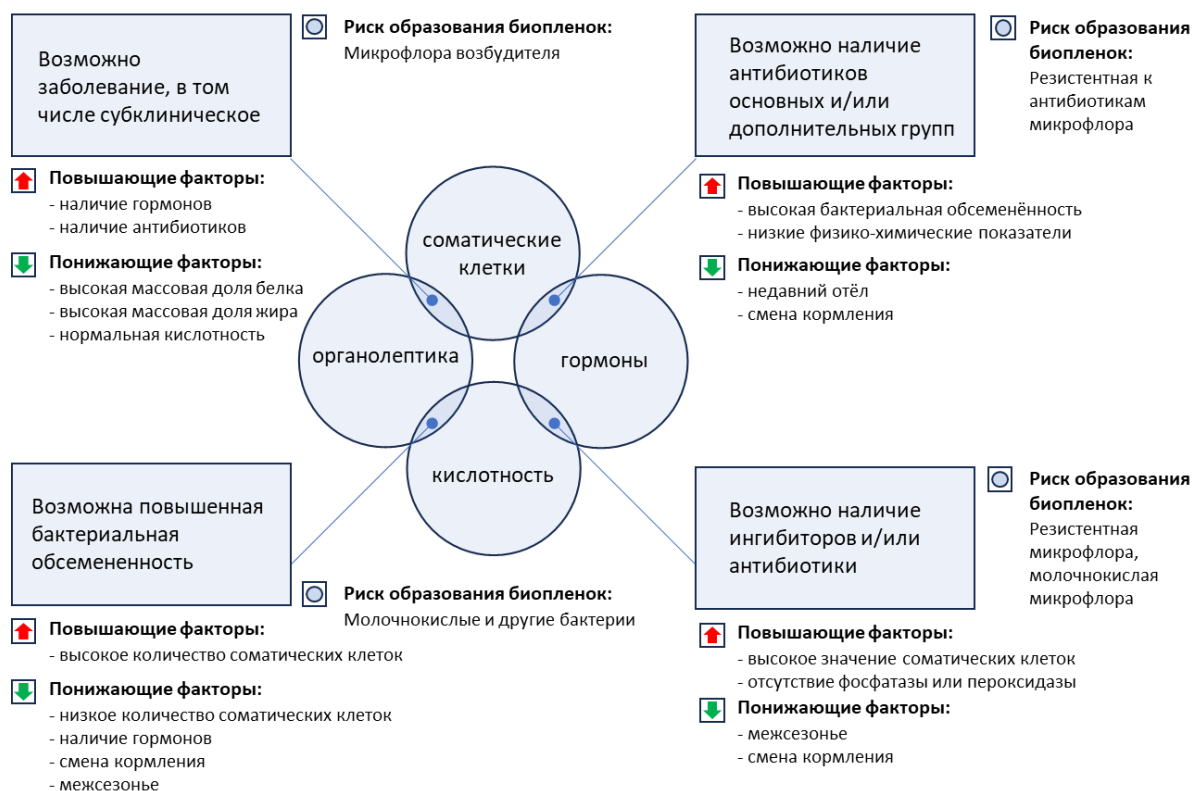 Возможно
заболевание, в том
числе субклиническое
Риск образования биопленок:
Микрофлора возбудителя
Повышающие факторы:
- наличие гормонов
- наличие антибиотиков
Понижающие факторы:
- высокая массовая доля белка
- высокая массовая доля жира
- нормальная кислотность
Возможно наличие
антибиотиков
основных и/или
дополнительных групп
Риск образования
биопленок:
Резистентная к
антибиотикам
микрофлора
Повышающие факторы:
- высокая бактериальная обсеменённость
- низкие физико-химические показатели
Понижающие факторы:
- недавний отёл
- смена кормления
соматические
клетки
органолептика
гормоны
кислотность
Возможна повышенная
бактериальная
обсемененность
Риск образования биопленок:
Молочнокислые и другие бактерии
Повышающие факторы:
- высокое количество соматических клеток
Понижающие факторы:
- низкое количество соматических клеток
- наличие гормонов
- смена кормления
- межсезонье
Возможно наличие
ингибиторов и/или
антибиотики
Риск образования
биопленок:
Резистентная
микрофлора,
молочнокислая
микрофлора
Повышающие факторы:
- высокое значение соматических клеток
- отсутствие фосфатазы или пероксидазы
Понижающие факторы:
- межсезонье
- смена кормления